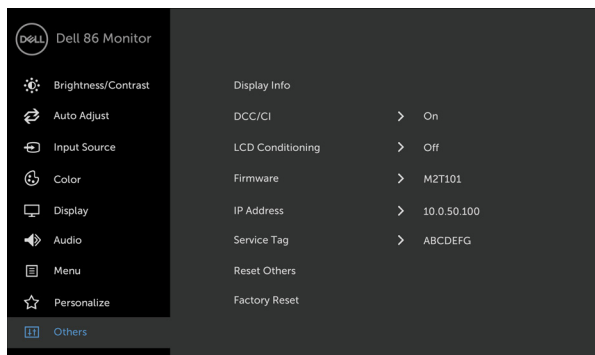 DELL Dell 86 Monitor
Brightness/Contrast
Auto Adjust
Input Source
Color
Display
Audio
Menu
Personalize
Others
Display Info
DCC/CI > On
LCD Conditioning > Off
Firmware > M2T101
IP Address > 10.0.50.100
Service Tag > ABCDEFG
Reset Others
Factory Reset